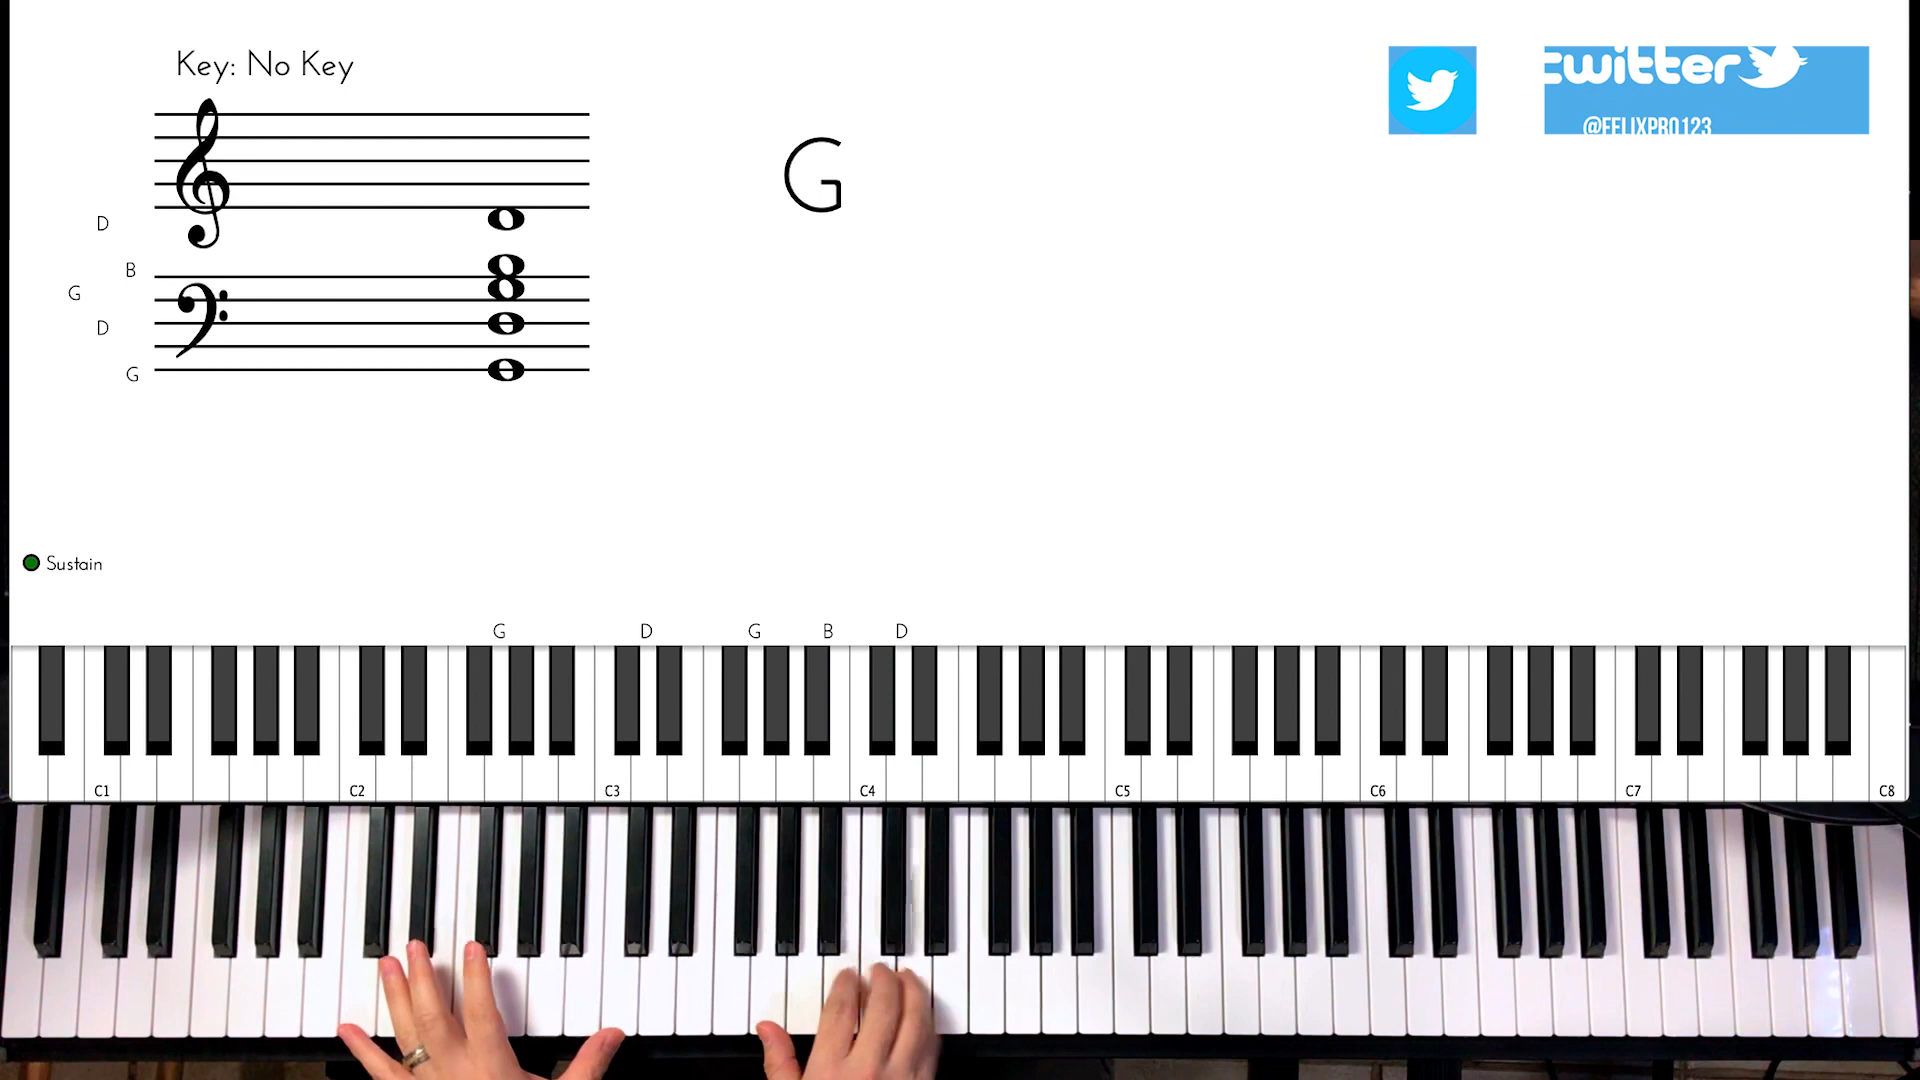 Key: No Key
twitter
@FELIXPRO123
G
D
B
G
D
G
Sustain
G D G B D
C1 C2 C3 C4 C5 C6 C7 C8